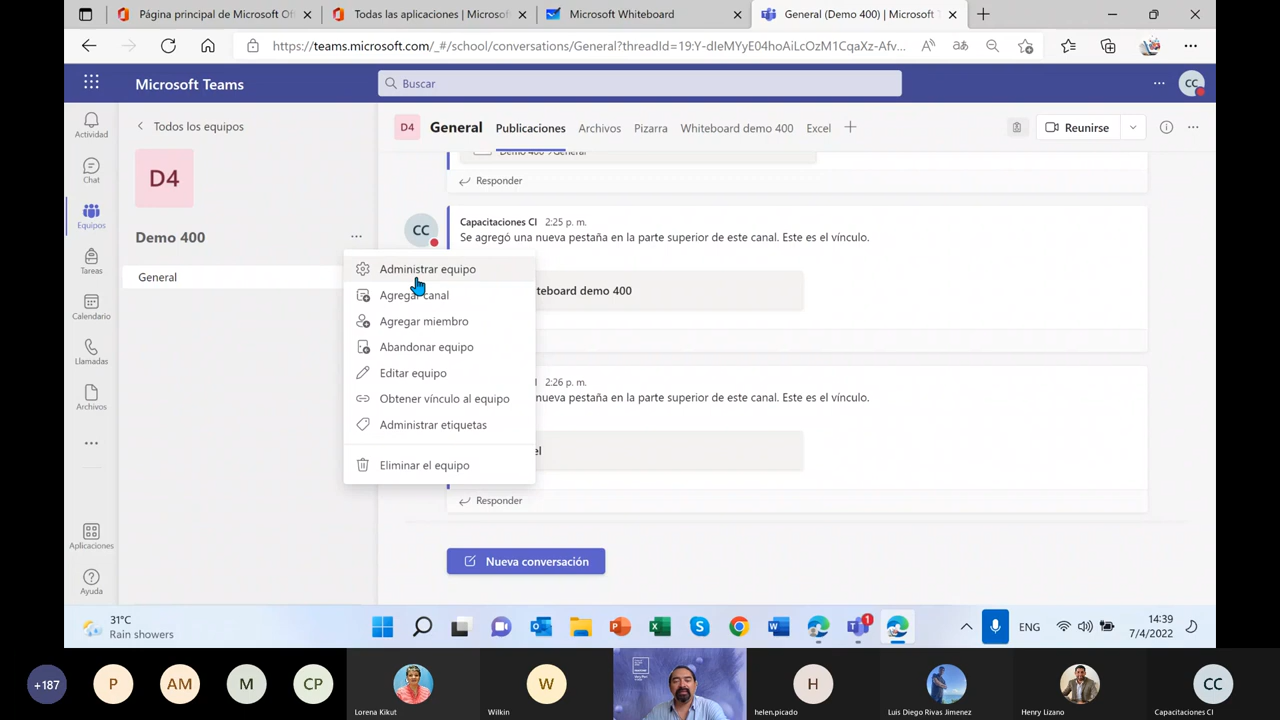 Página principal de Microsoft Of
Todas las aplicaciones | Microsof
Microsoft Whiteboard
General (Demo 400) | Microsoft T
https://teams.microsoft.com/_#/school/conversations/General?threadId=19:Y-dIeMYyE04hoAiLcOzM1CqaXz-Afv...
Microsoft Teams
Buscar
CC
Actividad
Chat
Equipos
Tareas
Calendario
Llamadas
Archivos
Aplicaciones
Ayuda
Todos los equipos
D4
Demo 400
General
D4
General
Publicaciones
Archivos
Pizarra
Whiteboard demo 400
Excel
Reunirse
Responder
CC
Capacitaciones CI 2:25 p. m.
Se agregó una nueva pestaña en la parte superior de este canal. Este es el vínculo.
teboard demo 400
2:26 p. m.
nueva pestaña en la parte superior de este canal. Este es el vínculo.
el
Responder
Nueva conversación
Administrar equipo
Agregar canal
Agregar miembro
Abandonar equipo
Editar equipo
Obtener vínculo al equipo
Administrar etiquetas
Eliminar el equipo
31°C
Rain showers
1
ENG
14:39
7/4/2022
+187
P
AM
M
CP
Lorena Kikut
W
Wilkin
H
helen.picado
Luis Diego Rivas Jimenez
Henry Lizano
CC
Capacitaciones CI